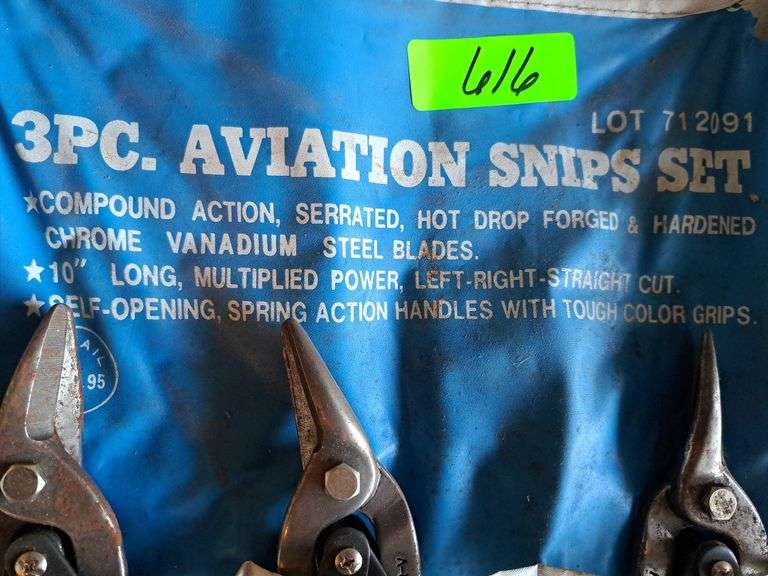 616
LOT 712091
3PC. AVIATION SNIPS SET
★COMPOUND ACTION, SERRATED, HOT DROP FORGED & HARDENED
CHROME VANADIUM STEEL BLADES.
★10" LONG, MULTIPLIED POWER, LEFT-RIGHT-STRAIGHT CUT.
★SELF-OPENING, SPRING ACTION HANDLES WITH TOUGH COLOR GRIPS.
95